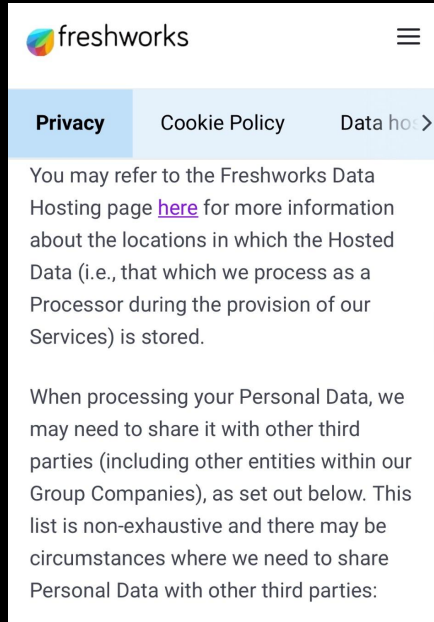 freshworks
Privacy Cookie Policy Data
You may refer to the Freshworks Data
Hosting page here for more information
about the locations in which the Hosted
Data (i.e., that which we process as a
Processor during the provision of our
Services) is stored.
When processing your Personal Data, we
may need to share it with other third
parties (including other entities within our
Group Companies), as set out below. This
list is non-exhaustive and there may be
circumstances where we need to share
Personal Data with other third parties: